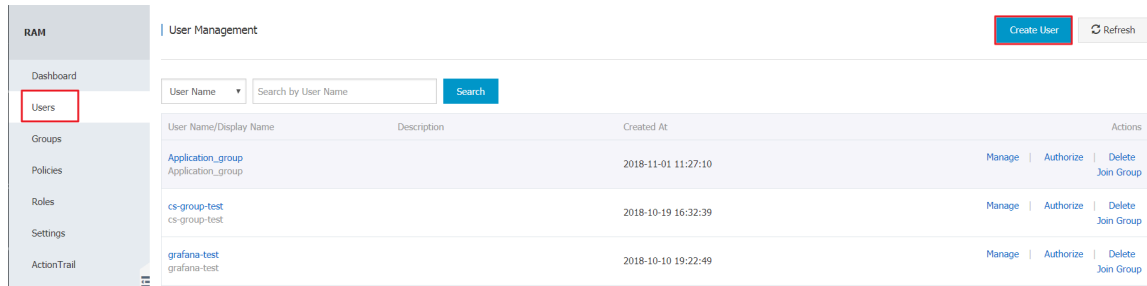 RAM
User Management
Create User
Refresh
Dashboard
Users
Groups
Policies
Roles
Settings
ActionTrail
User Name
Search by User Name
Search
User Name/Display Name Description Created At Actions
Application_group
Application_group
2018-11-01 11:27:10
Manage | Authorize | Delete
Join Group
cs-group-test
cs-group-test
2018-10-19 16:32:39
Manage | Authorize | Delete
Join Group
grafana-test
grafana-test
2018-10-10 19:22:49
Manage | Authorize | Delete
Join Group